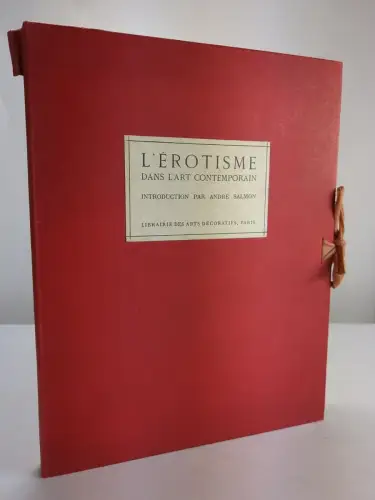 L'ÉROTISME
DANS L'ART CONTEMPORAIN
INTRODUCTION PAR ANDRÉ SALMON
LIBRAIRIE DES ARTS DÉCORATIFS, PARIS